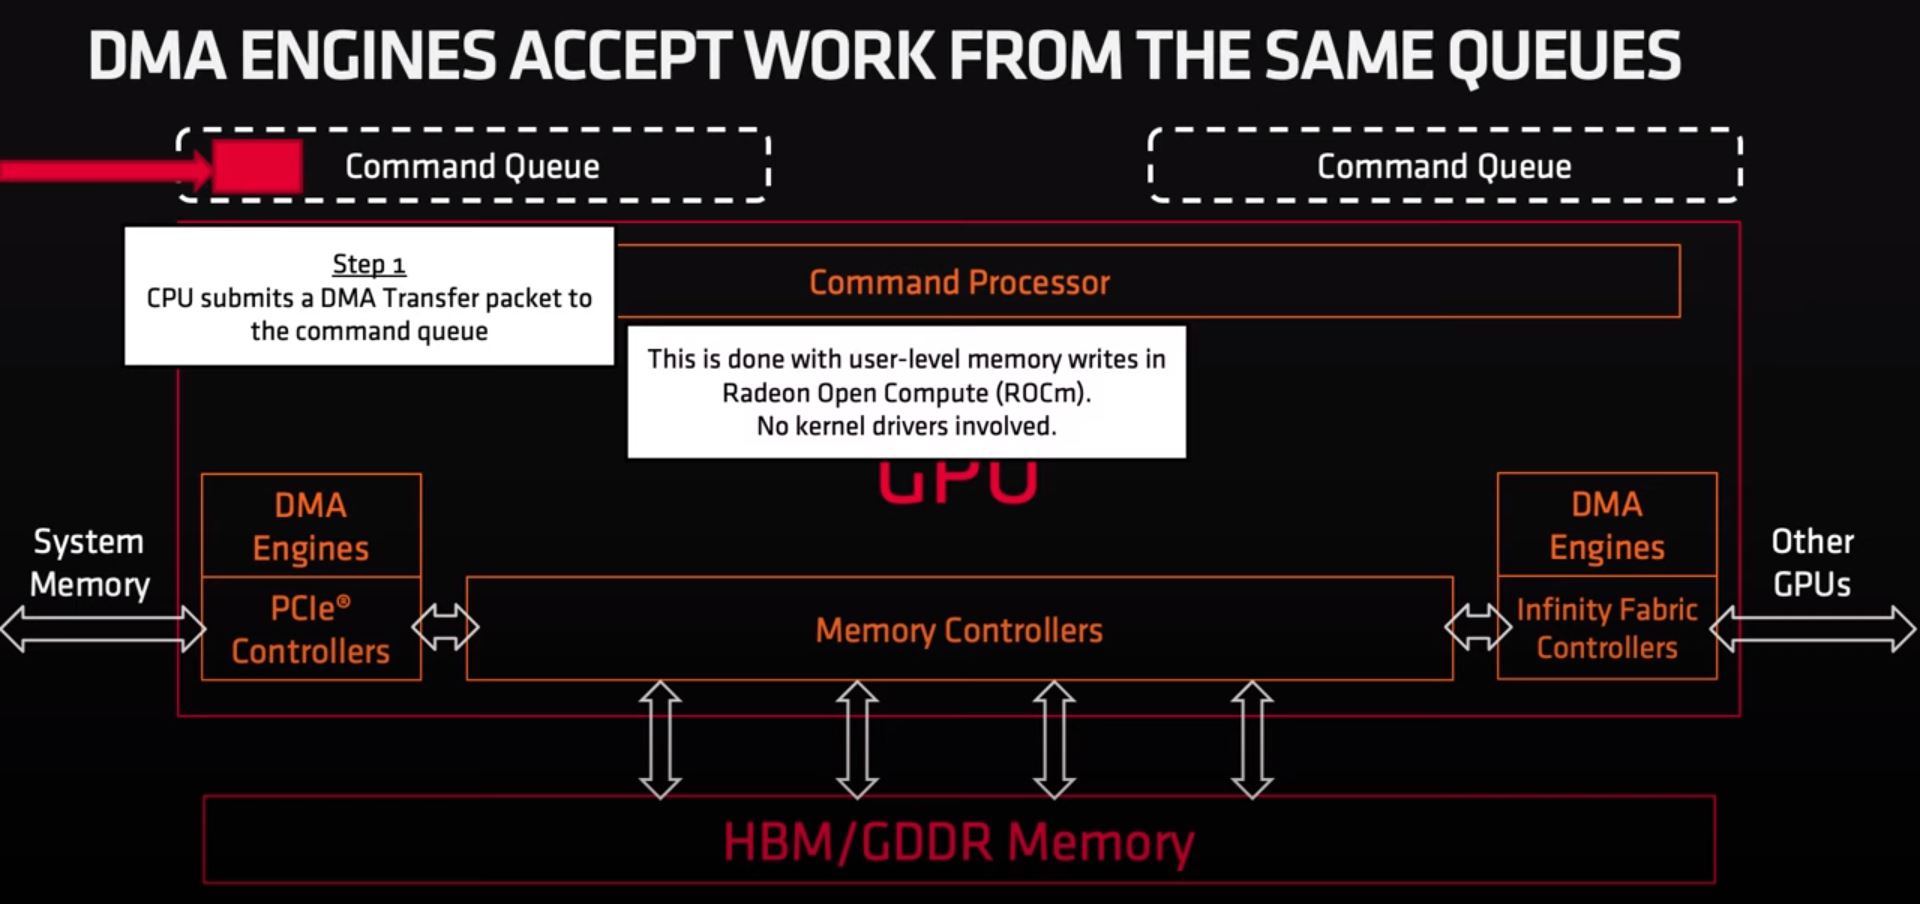 DMA ENGINES ACCEPT WORK FROM THE SAME QUEUES
Command Queue
Command Queue
Step 1
CPU submits a DMA Transfer packet to
the command queue
Command Processor
This is done with user-level memory writes in
Radeon Open Compute (ROCm).
No kernel drivers involved.
GPU
System
Memory
DMA
Engines
PCIe®
Controllers
Memory Controllers
DMA
Engines
Infinity Fabric
Controllers
Other
GPUs
HBM/GDDR Memory